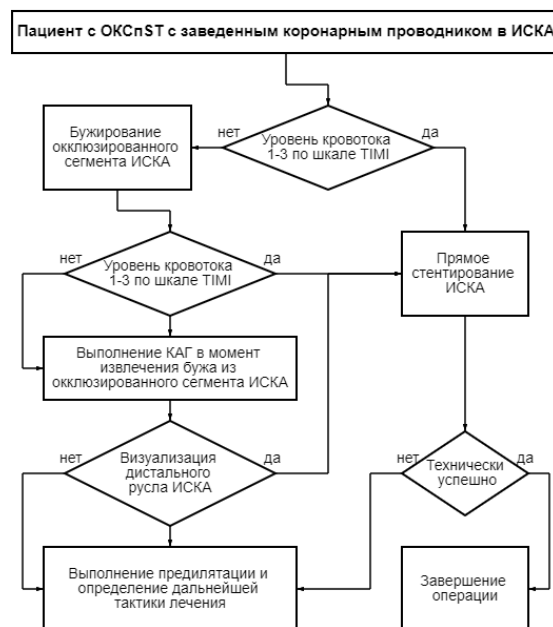 Пациент с ОКСпST с заведенным коронарным проводником в ИСКА
Бужирование
окклюзированного
сегмента ИСКА
нет
Уровень кровотока
1-3 по шкале TIMI
да
нет
Уровень кровотока
1-3 по шкале TIMI
да
Прямое
стентирование
ИСКА
Выполнение КАГ в момент
извлечения бужа из
окклюзированного сегмента ИСКА
нет
Визуализация
дистального
русла ИСКА
да
нет
Технически
успешно
да
Выполнение предилятации и
определение дальнейшей
тактики лечения
Завершение
операции